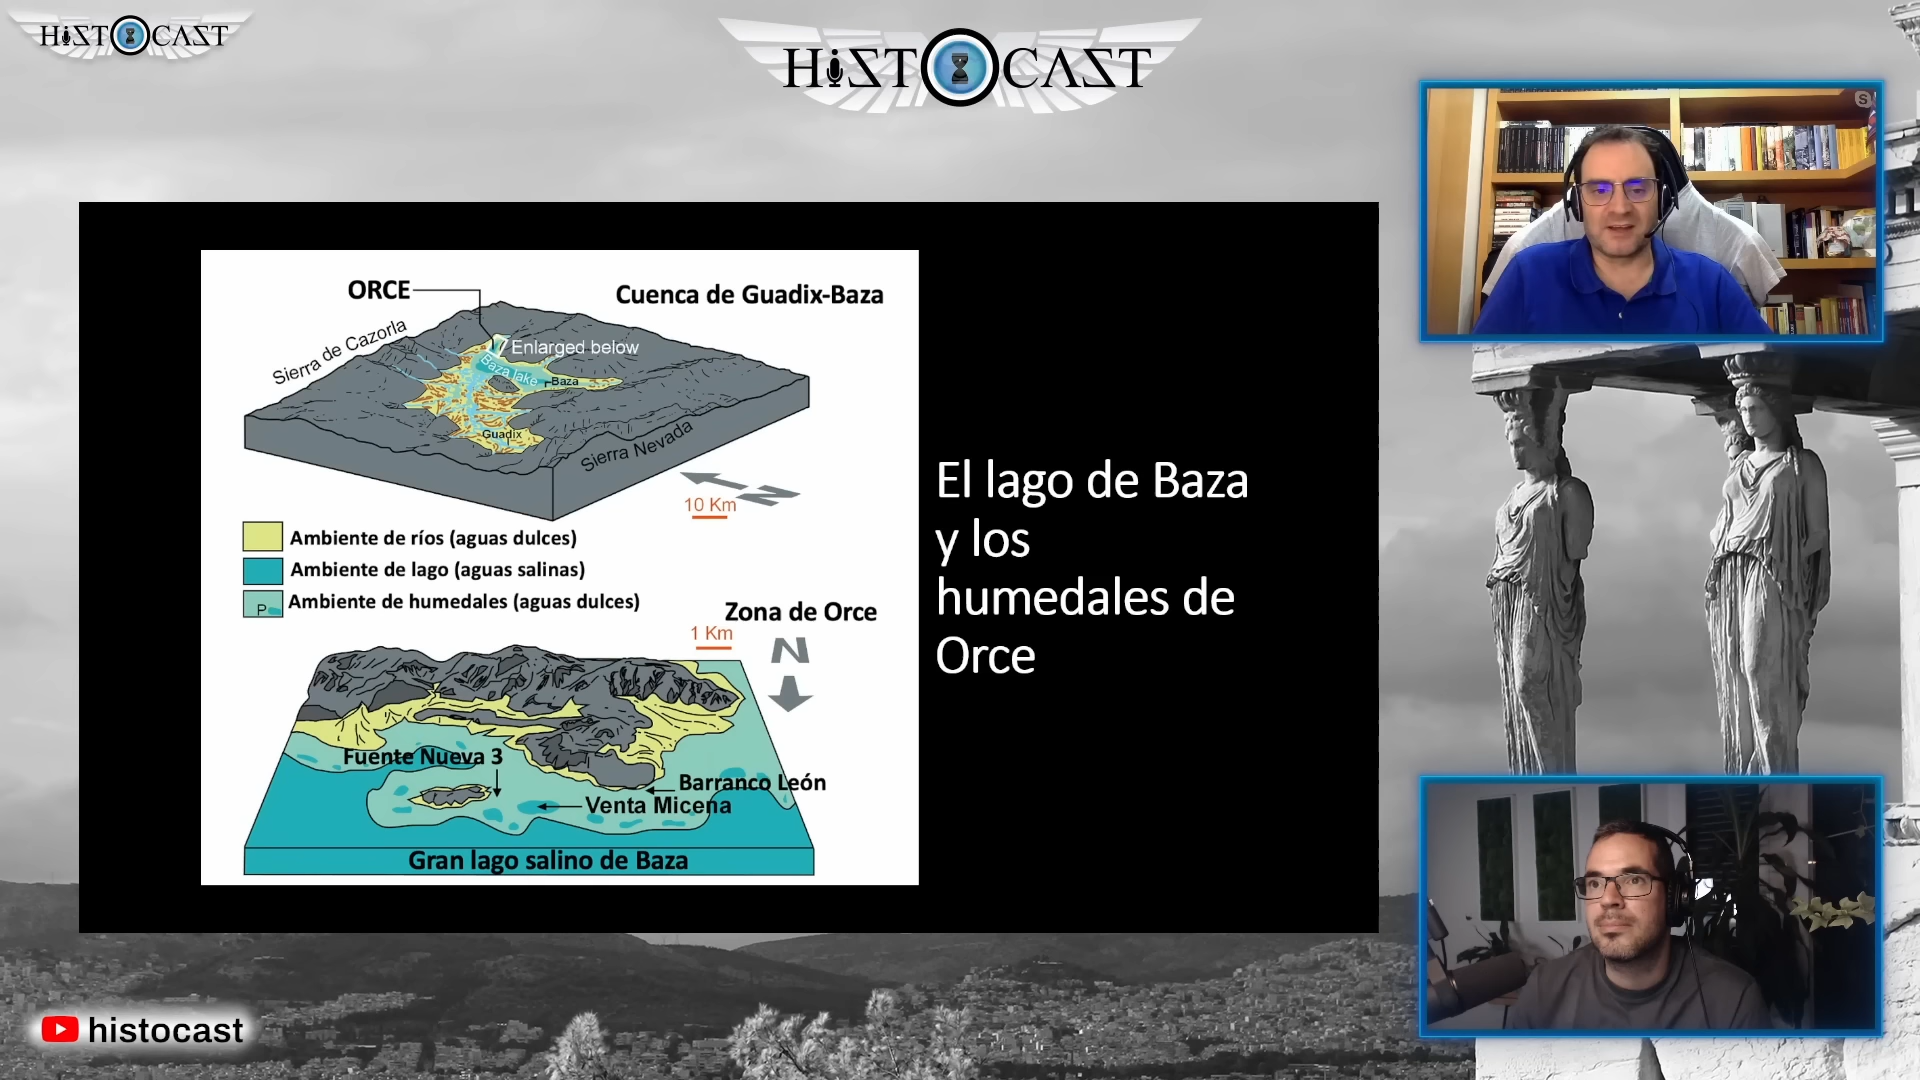 HiSTOCAST
HiSTOCAST
ORCE
Cuenca de Guadix-Baza
Sierra de Cazorla
Enlarged below
Baza lake
Baza
Guadix
Sierra Nevada
N
10 Km
Ambiente de ríos (aguas dulces)
Ambiente de lago (aguas salinas)
P
Ambiente de humedales (aguas dulces)
Zona de Orce
1 Km
N
Fuente Nueva 3
Barranco León
Venta Micena
Gran lago salino de Baza
El lago de Baza
y los
humedales de
Orce
S
histocast